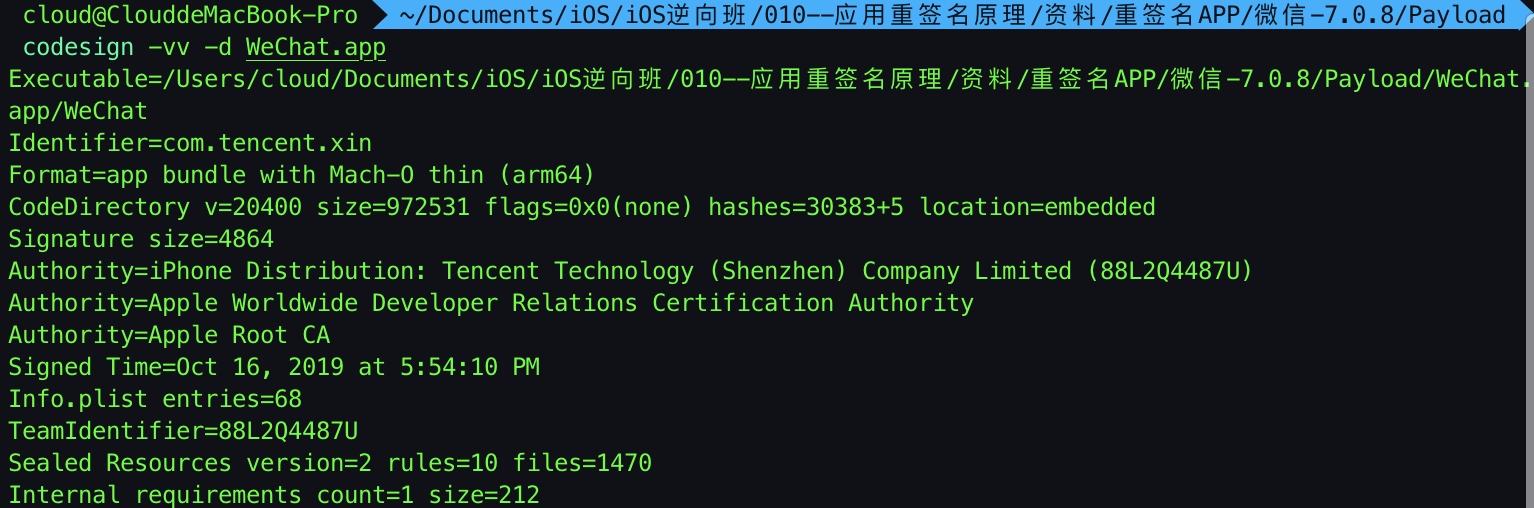 cloud@ClouddeMacBook-Pro ~/Documents/iOS/iOS逆向班/010--应用重签名原理/资料/重签名APP/微信-7.0.8/Payload
codesign -vv -d WeChat.app
Executable=/Users/cloud/Documents/iOS/iOS逆向班/010--应用重签名原理/资料/重签名APP/微信-7.0.8/Payload/WeChat.
app/WeChat
Identifier=com.tencent.xin
Format=app bundle with Mach-O thin (arm64)
CodeDirectory v=20400 size=972531 flags=0x0(none) hashes=30383+5 location=embedded
Signature size=4864
Authority=iPhone Distribution: Tencent Technology (Shenzhen) Company Limited (88L2Q4487U)
Authority=Apple Worldwide Developer Relations Certification Authority
Authority=Apple Root CA
Signed Time=Oct 16, 2019 at 5:54:10 PM
Info.plist entries=68
TeamIdentifier=88L2Q4487U
Sealed Resources version=2 rules=10 files=1470
Internal requirements count=1 size=212